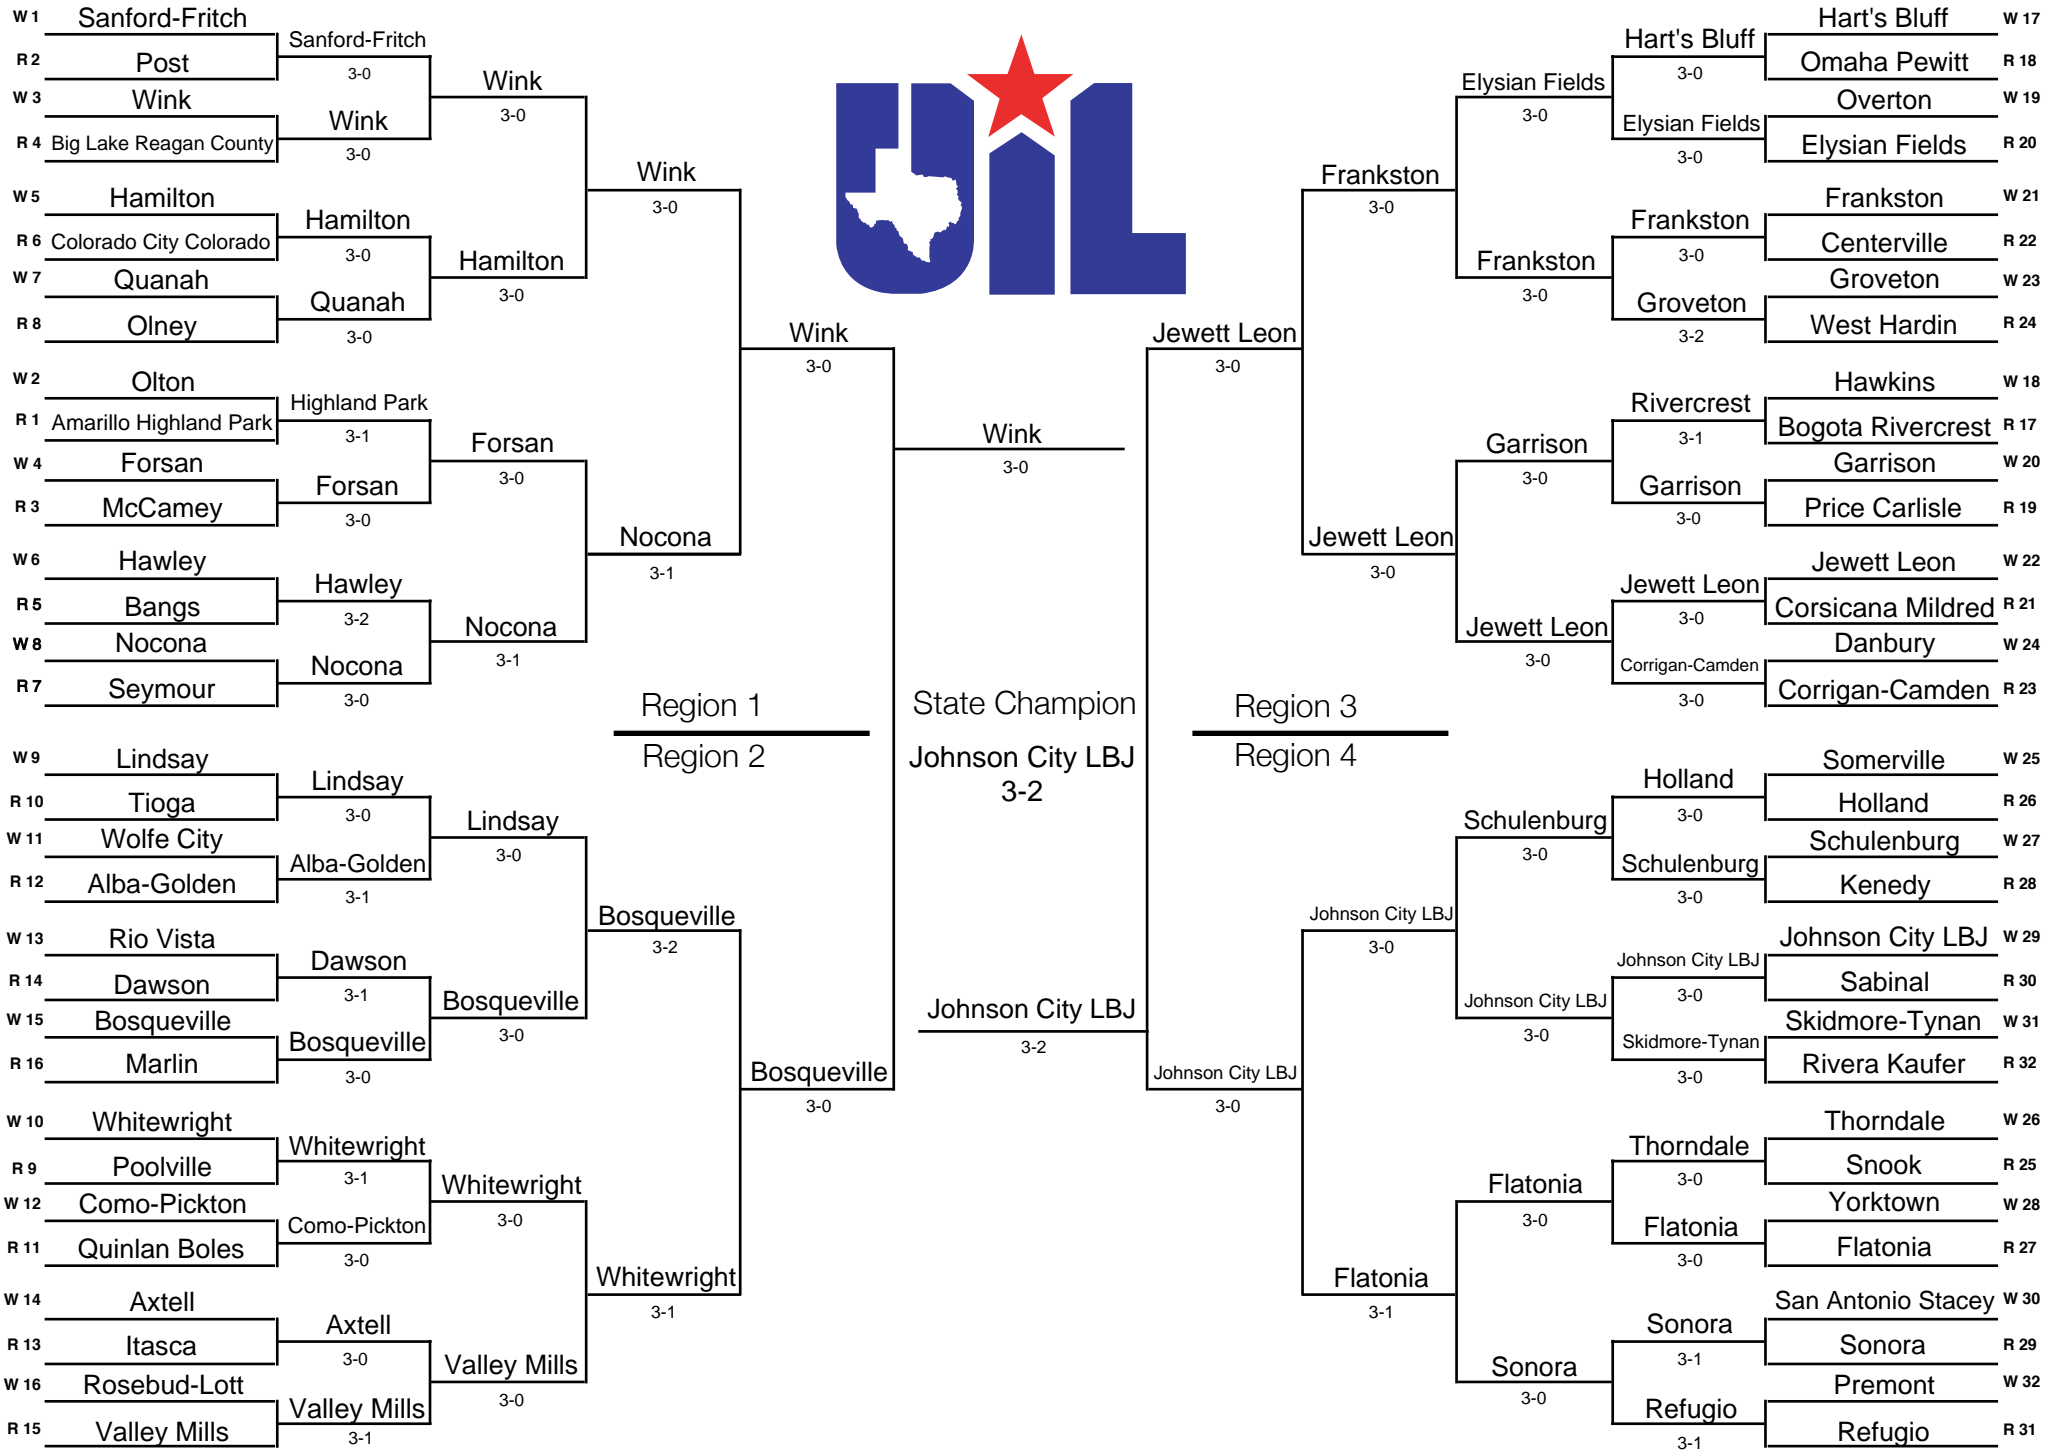 W 1 Sanford-Fritch
R 2 Post
W 3 Wink
R 4 Big Lake Reagan County
W 5 Hamilton
R 6 Colorado City Colorado
W 7 Quanah
R 8 Olney
W 2 Olton
R 1 Amarillo Highland Park
W 4 Forsan
R 3 McCamey
W 6 Hawley
R 5 Bangs
W 8 Nocona
R 7 Seymour
W 9 Lindsay
R 10 Tioga
W 11 Wolfe City
R 12 Alba-Golden
W 13 Rio Vista
R 14 Dawson
W 15 Bosqueville
R 16 Marlin
W 10 Whitewright
R 9 Poolville
W 12 Como-Pickton
R 11 Quinlan Boles
W 14 Axtell
R 13 Itasca
W 16 Rosebud-Lott
R 15 Valley Mills
Sanford-Fritch
3-0
Wink
3-0
Hamilton
3-0
Quanah
3-0
Highland Park
3-1
Forsan
3-0
Hawley
3-2
Nocona
3-0
Lindsay
3-0
Alba-Golden
3-1
Dawson
3-1
Bosqueville
3-0
Whitewright
3-1
Como-Pickton
3-0
Axtell
3-0
Valley Mills
3-1
Wink
3-0
Hamilton
3-0
Forsan
3-0
Nocona
3-1
Lindsay
3-0
Bosqueville
3-0
Whitewright
3-0
Valley Mills
3-0
Wink
3-0
Nocona
3-1
Bosqueville
3-2
Whitewright
3-1
Wink
3-0
Bosqueville
3-0
UIL
Wink
3-0
Region 1
Region 2
State Champion
Johnson City LBJ
3-2
Region 3
Region 4
Johnson City LBJ
3-2
Jewett Leon
3-0
Johnson City LBJ
3-0
Frankston
3-0
Jewett Leon
3-0
Johnson City LBJ
3-0
Flatonia
3-1
Elysian Fields
3-0
Frankston
3-0
Garrison
3-0
Jewett Leon
3-0
Schulenburg
3-0
Johnson City LBJ
3-0
Flatonia
3-0
Sonora
3-0
Hart's Bluff
3-0
Elysian Fields
3-0
Frankston
3-0
Groveton
3-2
Rivercrest
3-1
Garrison
3-0
Jewett Leon
3-0
Corrigan-Camden
3-0
Holland
3-0
Schulenburg
3-0
Johnson City LBJ
3-0
Skidmore-Tynan
3-0
Thorndale
3-0
Flatonia
3-0
Sonora
3-1
Refugio
3-1
Hart's Bluff W 17
Omaha Pewitt R 18
Overton W 19
Elysian Fields R 20
Frankston W 21
Centerville R 22
Groveton W 23
West Hardin R 24
Hawkins W 18
Bogota Rivercrest R 17
Garrison W 20
Price Carlisle R 19
Jewett Leon W 22
Corsicana Mildred R 21
Danbury W 24
Corrigan-Camden R 23
Somerville W 25
Holland R 26
Schulenburg W 27
Kenedy R 28
Johnson City LBJ W 29
Sabinal R 30
Skidmore-Tynan W 31
Rivera Kaufer R 32
Thorndale W 26
Snook R 25
Yorktown W 28
Flatonia R 27
San Antonio Stacey W 30
Sonora R 29
Premont W 32
Refugio R 31